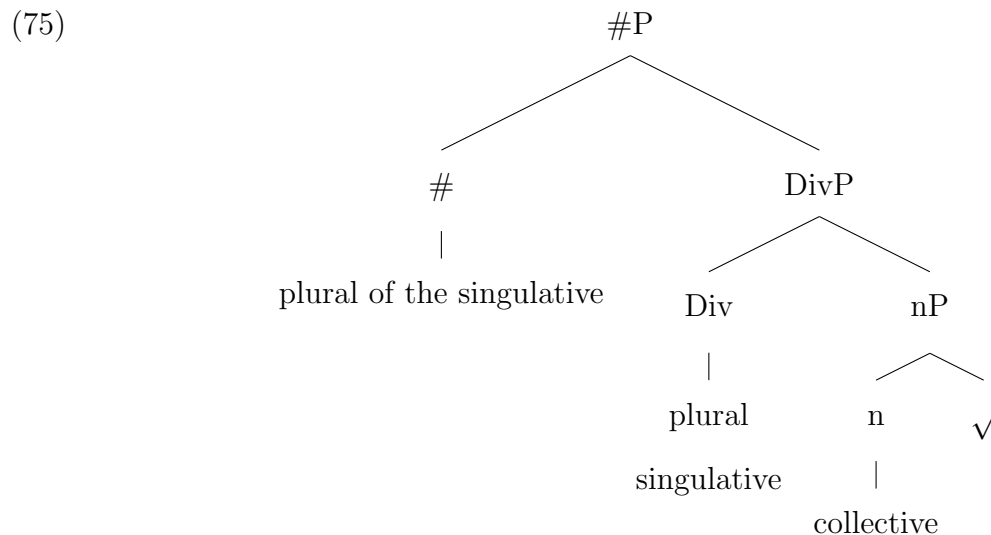 (75) #P
# DivP
plural of the singulative
Div nP
plural n √
singulative
collective